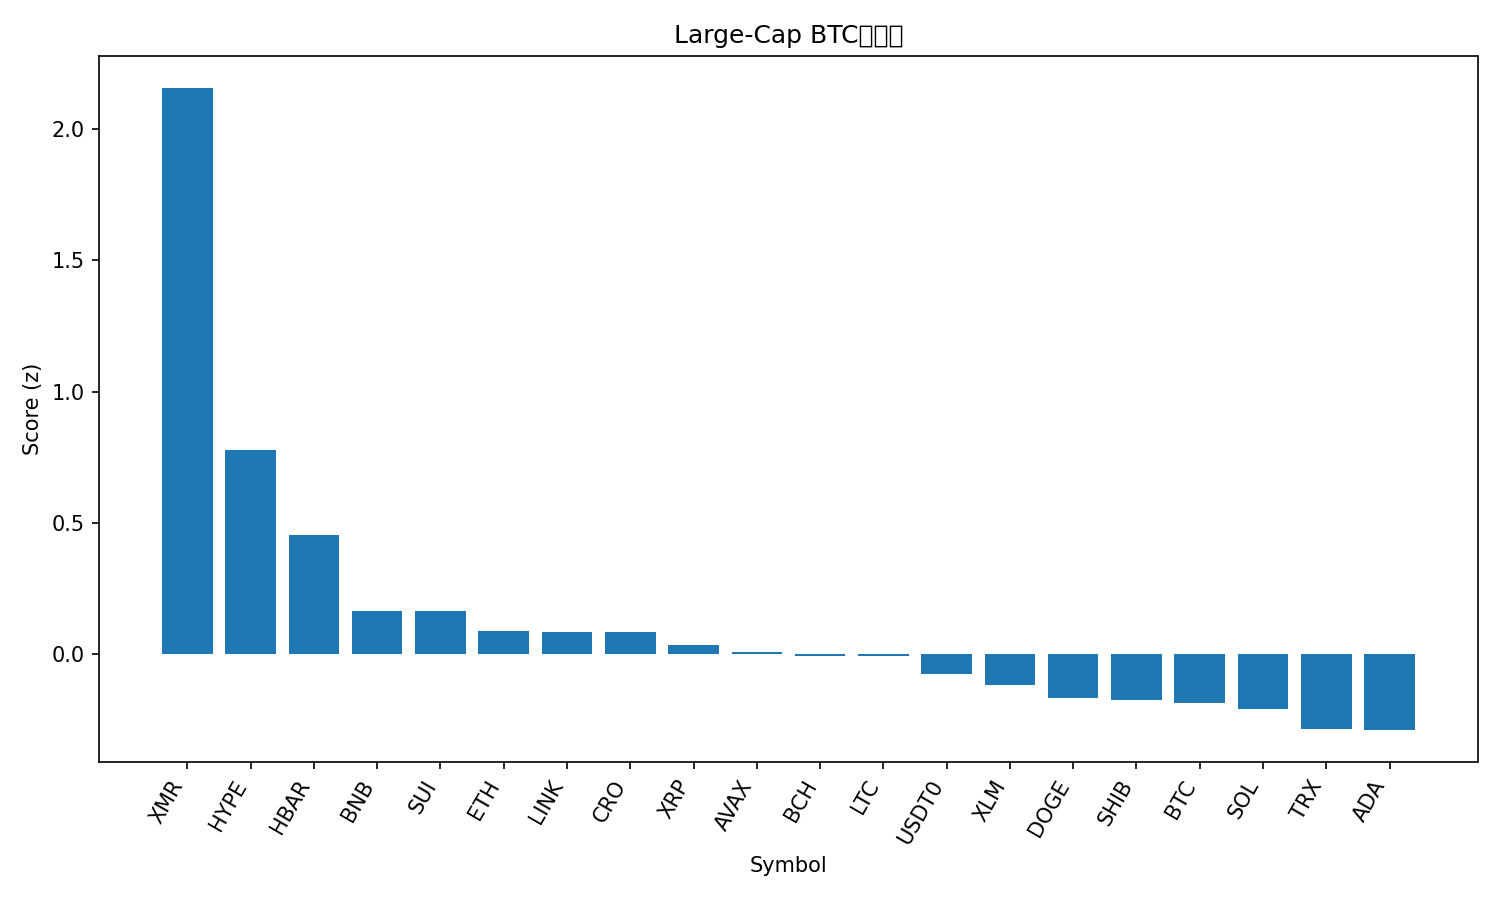 Large-Cap BTC
2.0
1.5
1.0
0.5
0.0
Score (z)
XMR
HYPE
HBAR
BNB
SUI
ETH
LINK
CRO
XRP
AVAX
BCH
LTC
USDT0
XLM
DOGE
SHIB
BTC
SOL
TRX
ADA
Symbol